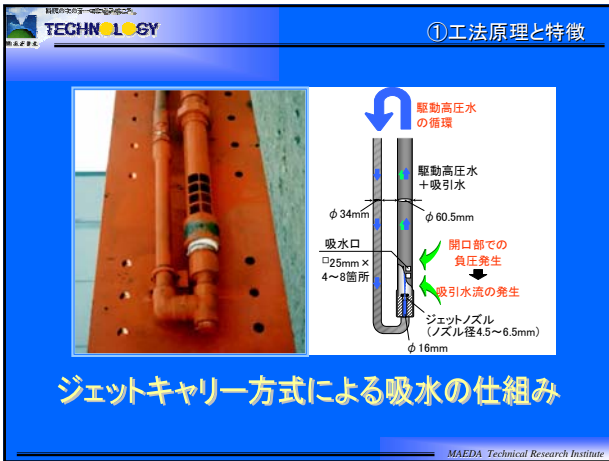 TECHNOLOGY
①工法原理と特徴
駆動高圧水
の循環
駆動高圧水
＋吸引水
φ34mm
φ60.5mm
吸水口
□25mm×
4～8箇所
開口部での
負圧発生
吸引水流の発生
ジェットノズル
(ノズル径4.5～6.5mm)
φ16mm
ジェットキャリー方式による吸水の仕組み
MAEDA Technical Research Institute